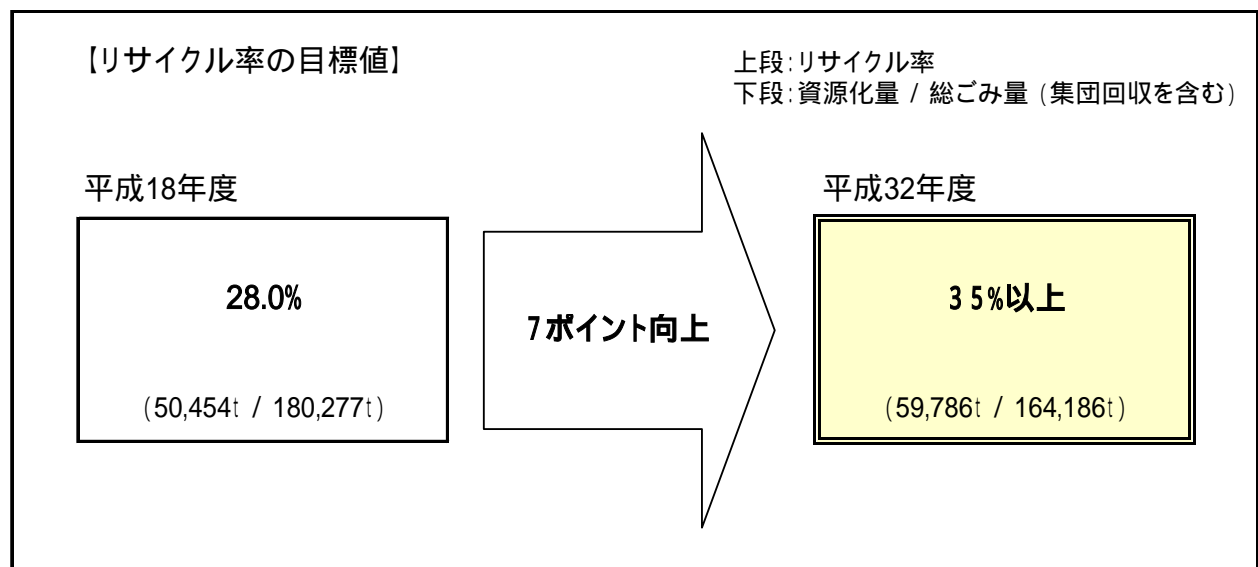 【リサイクル率の目標値】
上段:リサイクル率
下段:資源化量 / 総ごみ量 (集団回収を含む)
平成18年度
28.0%
(50,454t / 180,277t)
7ポイント向上
平成32年度
35%以上
(59,786t / 164,186t)